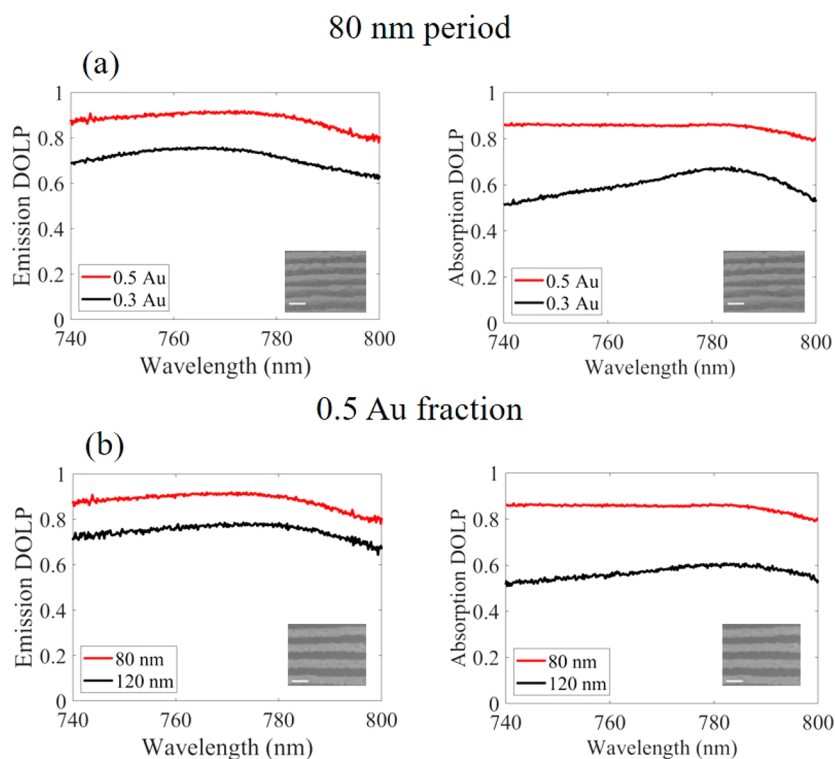 80 nm period
(a)
1
0.8
0.6
0.4
0.2
0
Emission DOLP
0.5 Au
0.3 Au
740 760 780 800
Wavelength (nm)
1
0.8
0.6
0.4
0.2
0
Absorption DOLP
0.5 Au
0.3 Au
740 760 780 800
Wavelength (nm)
0.5 Au fraction
(b)
1
0.8
0.6
0.4
0.2
0
Emission DOLP
80 nm
120 nm
740 760 780 800
Wavelength (nm)
1
0.8
0.6
0.4
0.2
0
Absorption DOLP
80 nm
120 nm
740 760 780 800
Wavelength (nm)